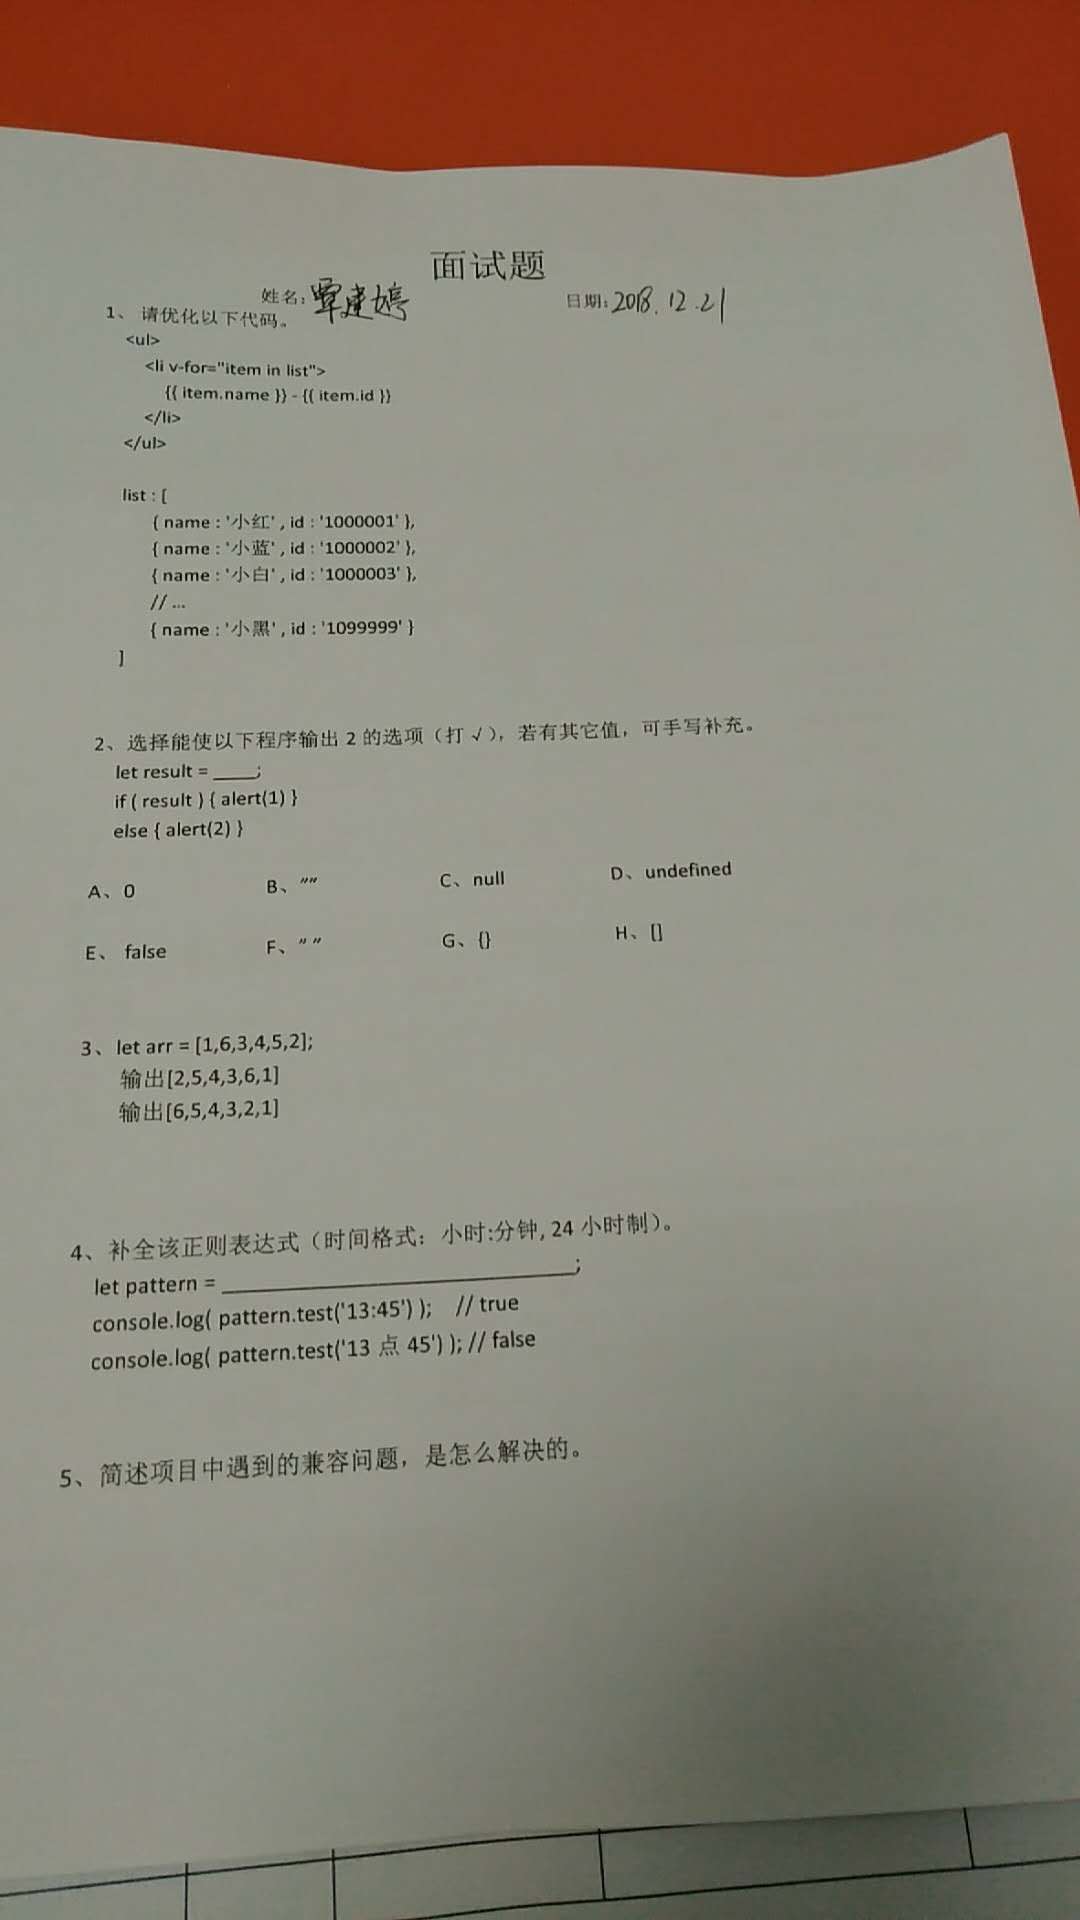 面试题
姓名:覃建婷 日期:2018.12.21
1、 请优化以下代码。
<ul>
<li v-for="item in list">
{{ item.name }} - {{ item.id }}
</li>
</ul>
list : [
{ name : '小红' , id : '1000001' },
{ name : '小蓝' , id : '1000002' },
{ name : '小白' , id : '1000003' },
// ...
{ name : '小黑' , id : '1099999' }
]
2、选择能使以下程序输出 2 的选项（打 √ ），若有其它值，可手写补充。
let result = ____;
if ( result ) { alert(1) }
else { alert(2) }
A、0 B、"" C、null D、undefined
E、 false F、" " G、{} H、[]
3、let arr = [1,6,3,4,5,2];
输出[2,5,4,3,6,1]
输出[6,5,4,3,2,1]
4、补全该正则表达式（时间格式：小时:分钟, 24 小时制）。
let pattern = ______________________________;
console.log( pattern.test('13:45') ); // true
console.log( pattern.test('13 点 45') ); // false
5、简述项目中遇到的兼容问题，是怎么解决的。